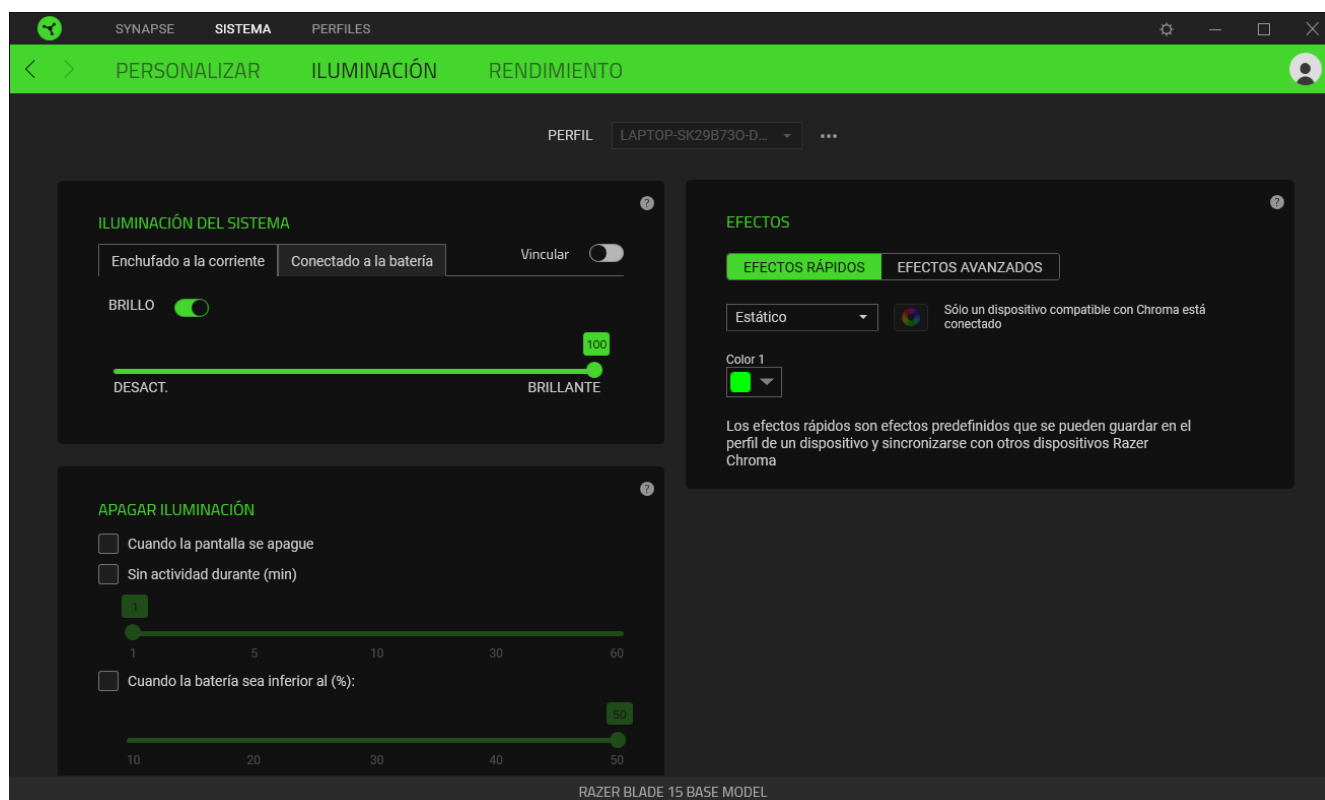 SYNAPSE SISTEMA PERFILES
PERSONALIZAR ILUMINACIÓN RENDIMIENTO
PERFIL LAPTOP-SK29B73O-D... 
ILUMINACIÓN DEL SISTEMA
Enchufado a la corriente Conectado a la batería Vincular
BRILLO
100
DESACT. BRILLANTE
APAGAR ILUMINACIÓN
Cuando la pantalla se apague
Sin actividad durante (min)
1
1 5 10 30 60
Cuando la batería sea inferior al (%):
50
10 20 30 40 50
EFECTOS
EFECTOS RÁPIDOS EFECTOS AVANZADOS
Estático
Sólo un dispositivo compatible con Chroma está
conectado
Color 1
Los efectos rápidos son efectos predefinidos que se pueden guardar en el
perfil de un dispositivo y sincronizarse con otros dispositivos Razer
Chroma
RAZER BLADE 15 BASE MODEL